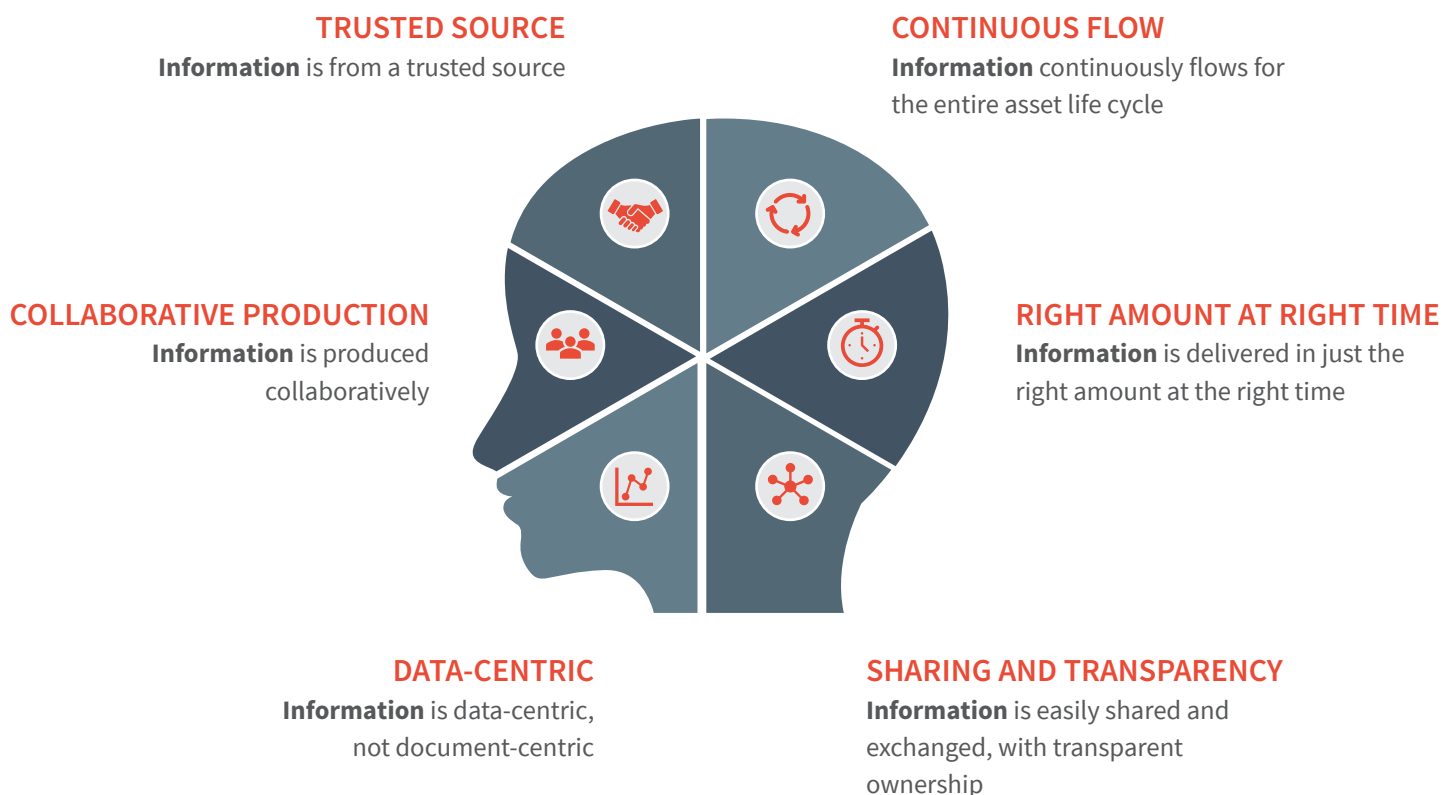 TRUSTED SOURCE
Information is from a trusted source
CONTINUOUS FLOW
Information continuously flows for
the entire asset life cycle
COLLABORATIVE PRODUCTION
Information is produced
collaboratively
RIGHT AMOUNT AT RIGHT TIME
Information is delivered in just the
right amount at the right time
DATA-CENTRIC
Information is data-centric,
not document-centric
SHARING AND TRANSPARENCY
Information is easily shared and
exchanged, with transparent
ownership